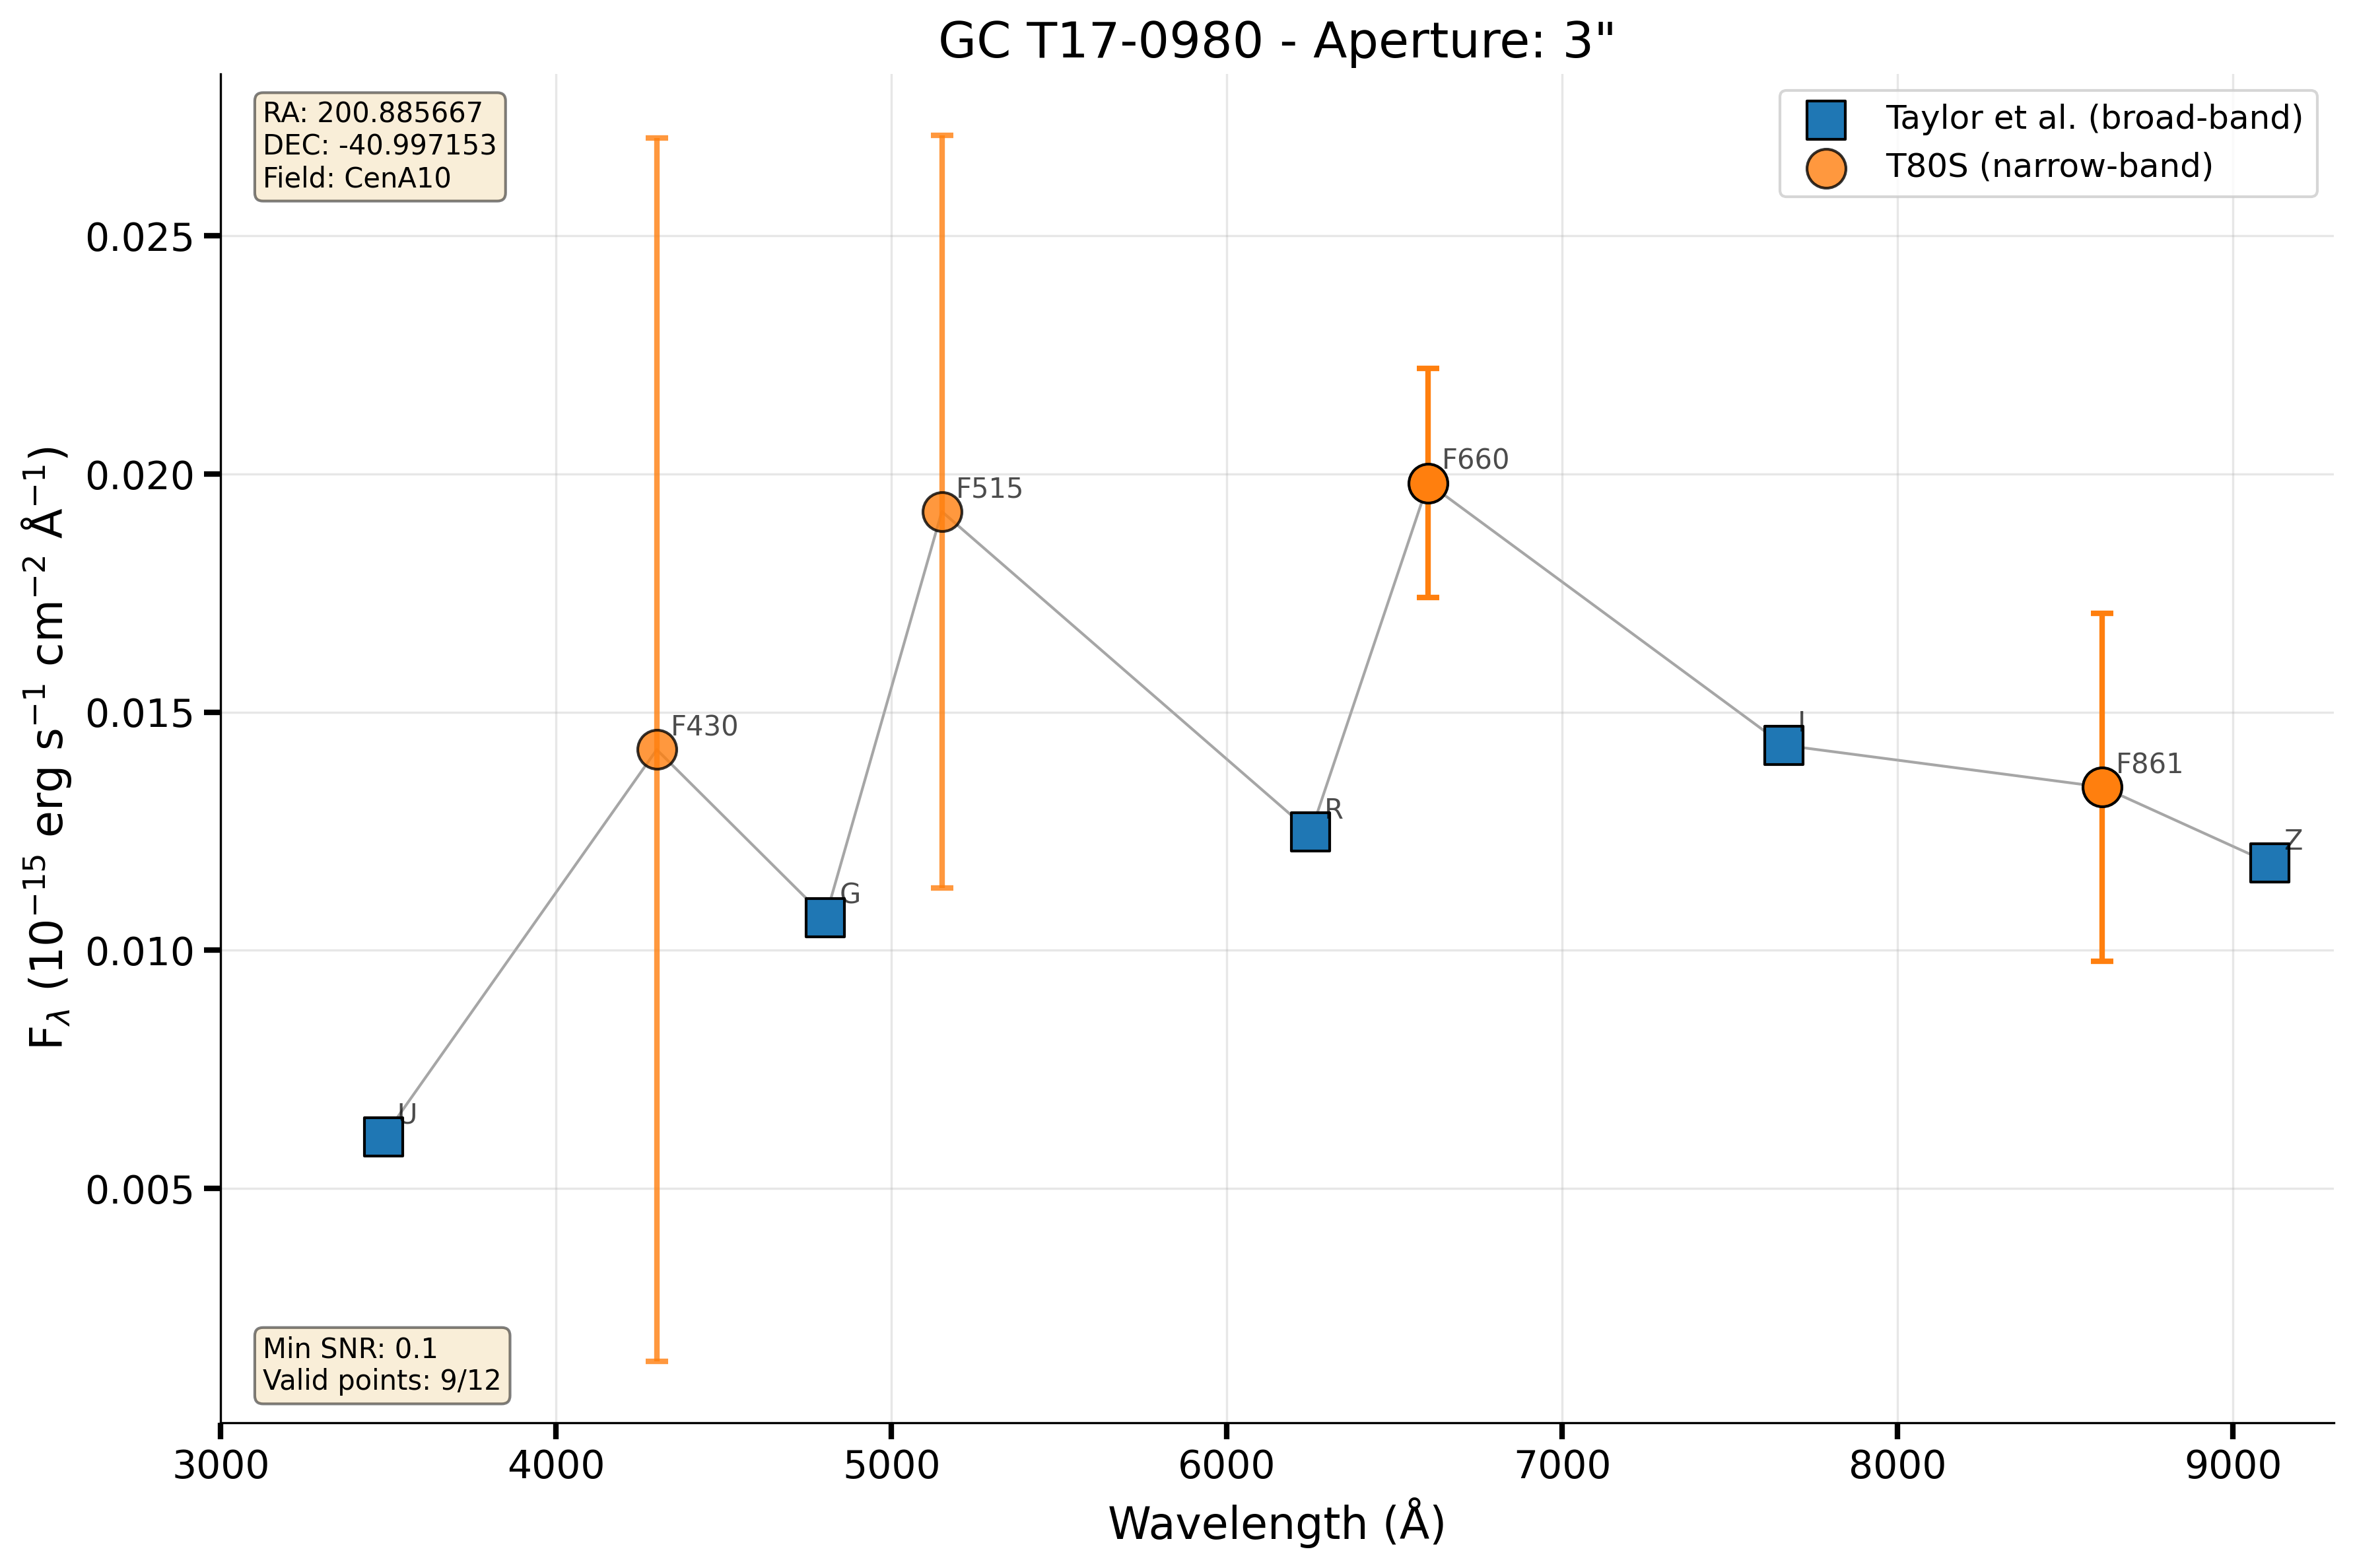 GC T17-0980 - Aperture: 3"
RA: 200.885667
DEC: -40.997153
Field: CenA10
Taylor et al. (broad-band)
T80S (narrow-band)
F_λ (10⁻¹⁵ erg s⁻¹ cm⁻² Å⁻¹)
0.025
0.020
0.015
0.010
0.005
U
F430
G
F515
R
F660
I
F861
Z
Min SNR: 0.1
Valid points: 9/12
3000 4000 5000 6000 7000 8000 9000
Wavelength (Å)